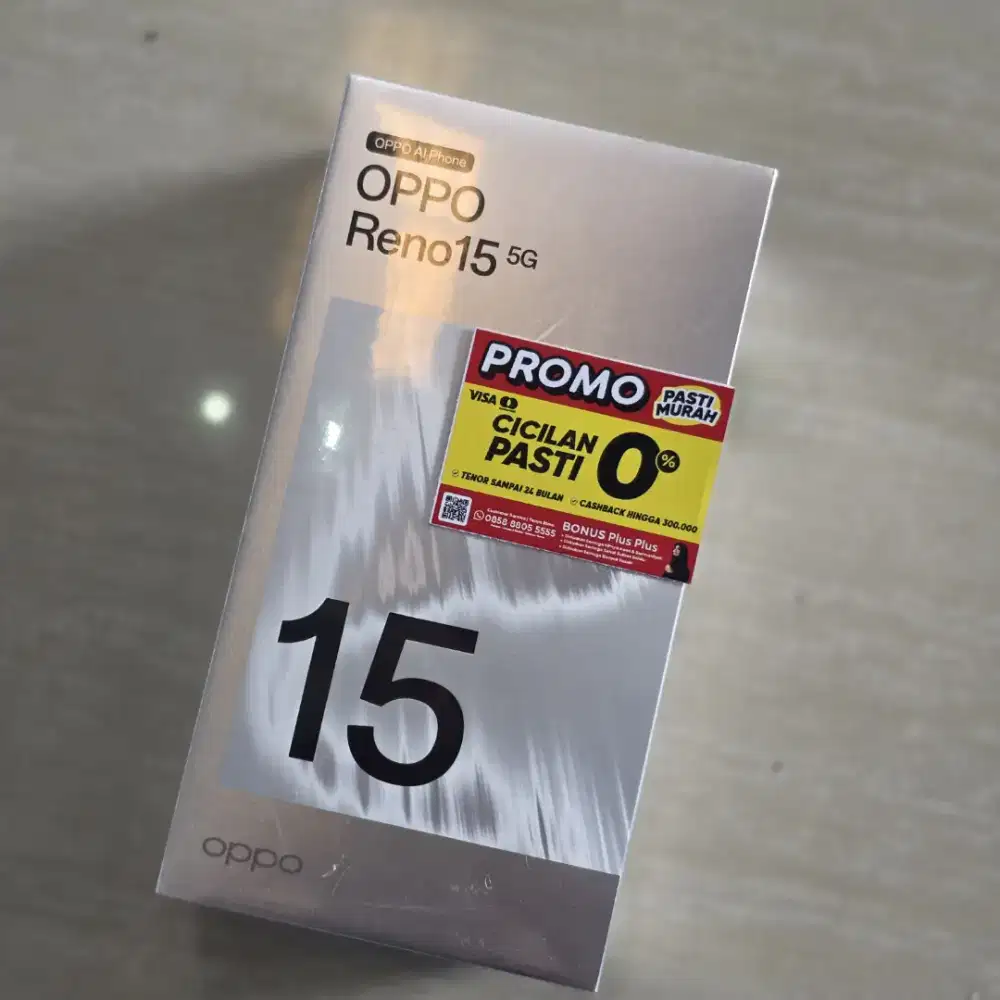 OPPO AI Phone
OPPO
Reno15 5G
PROMO
PASTI
MURAH
VISA
CICILAN
PASTI
0%
TENOR SAMPAI 24 BULAN
CASHBACK HINGGA 300.000
0858 8805 5555
BONUS Plus Plus
15
oppo